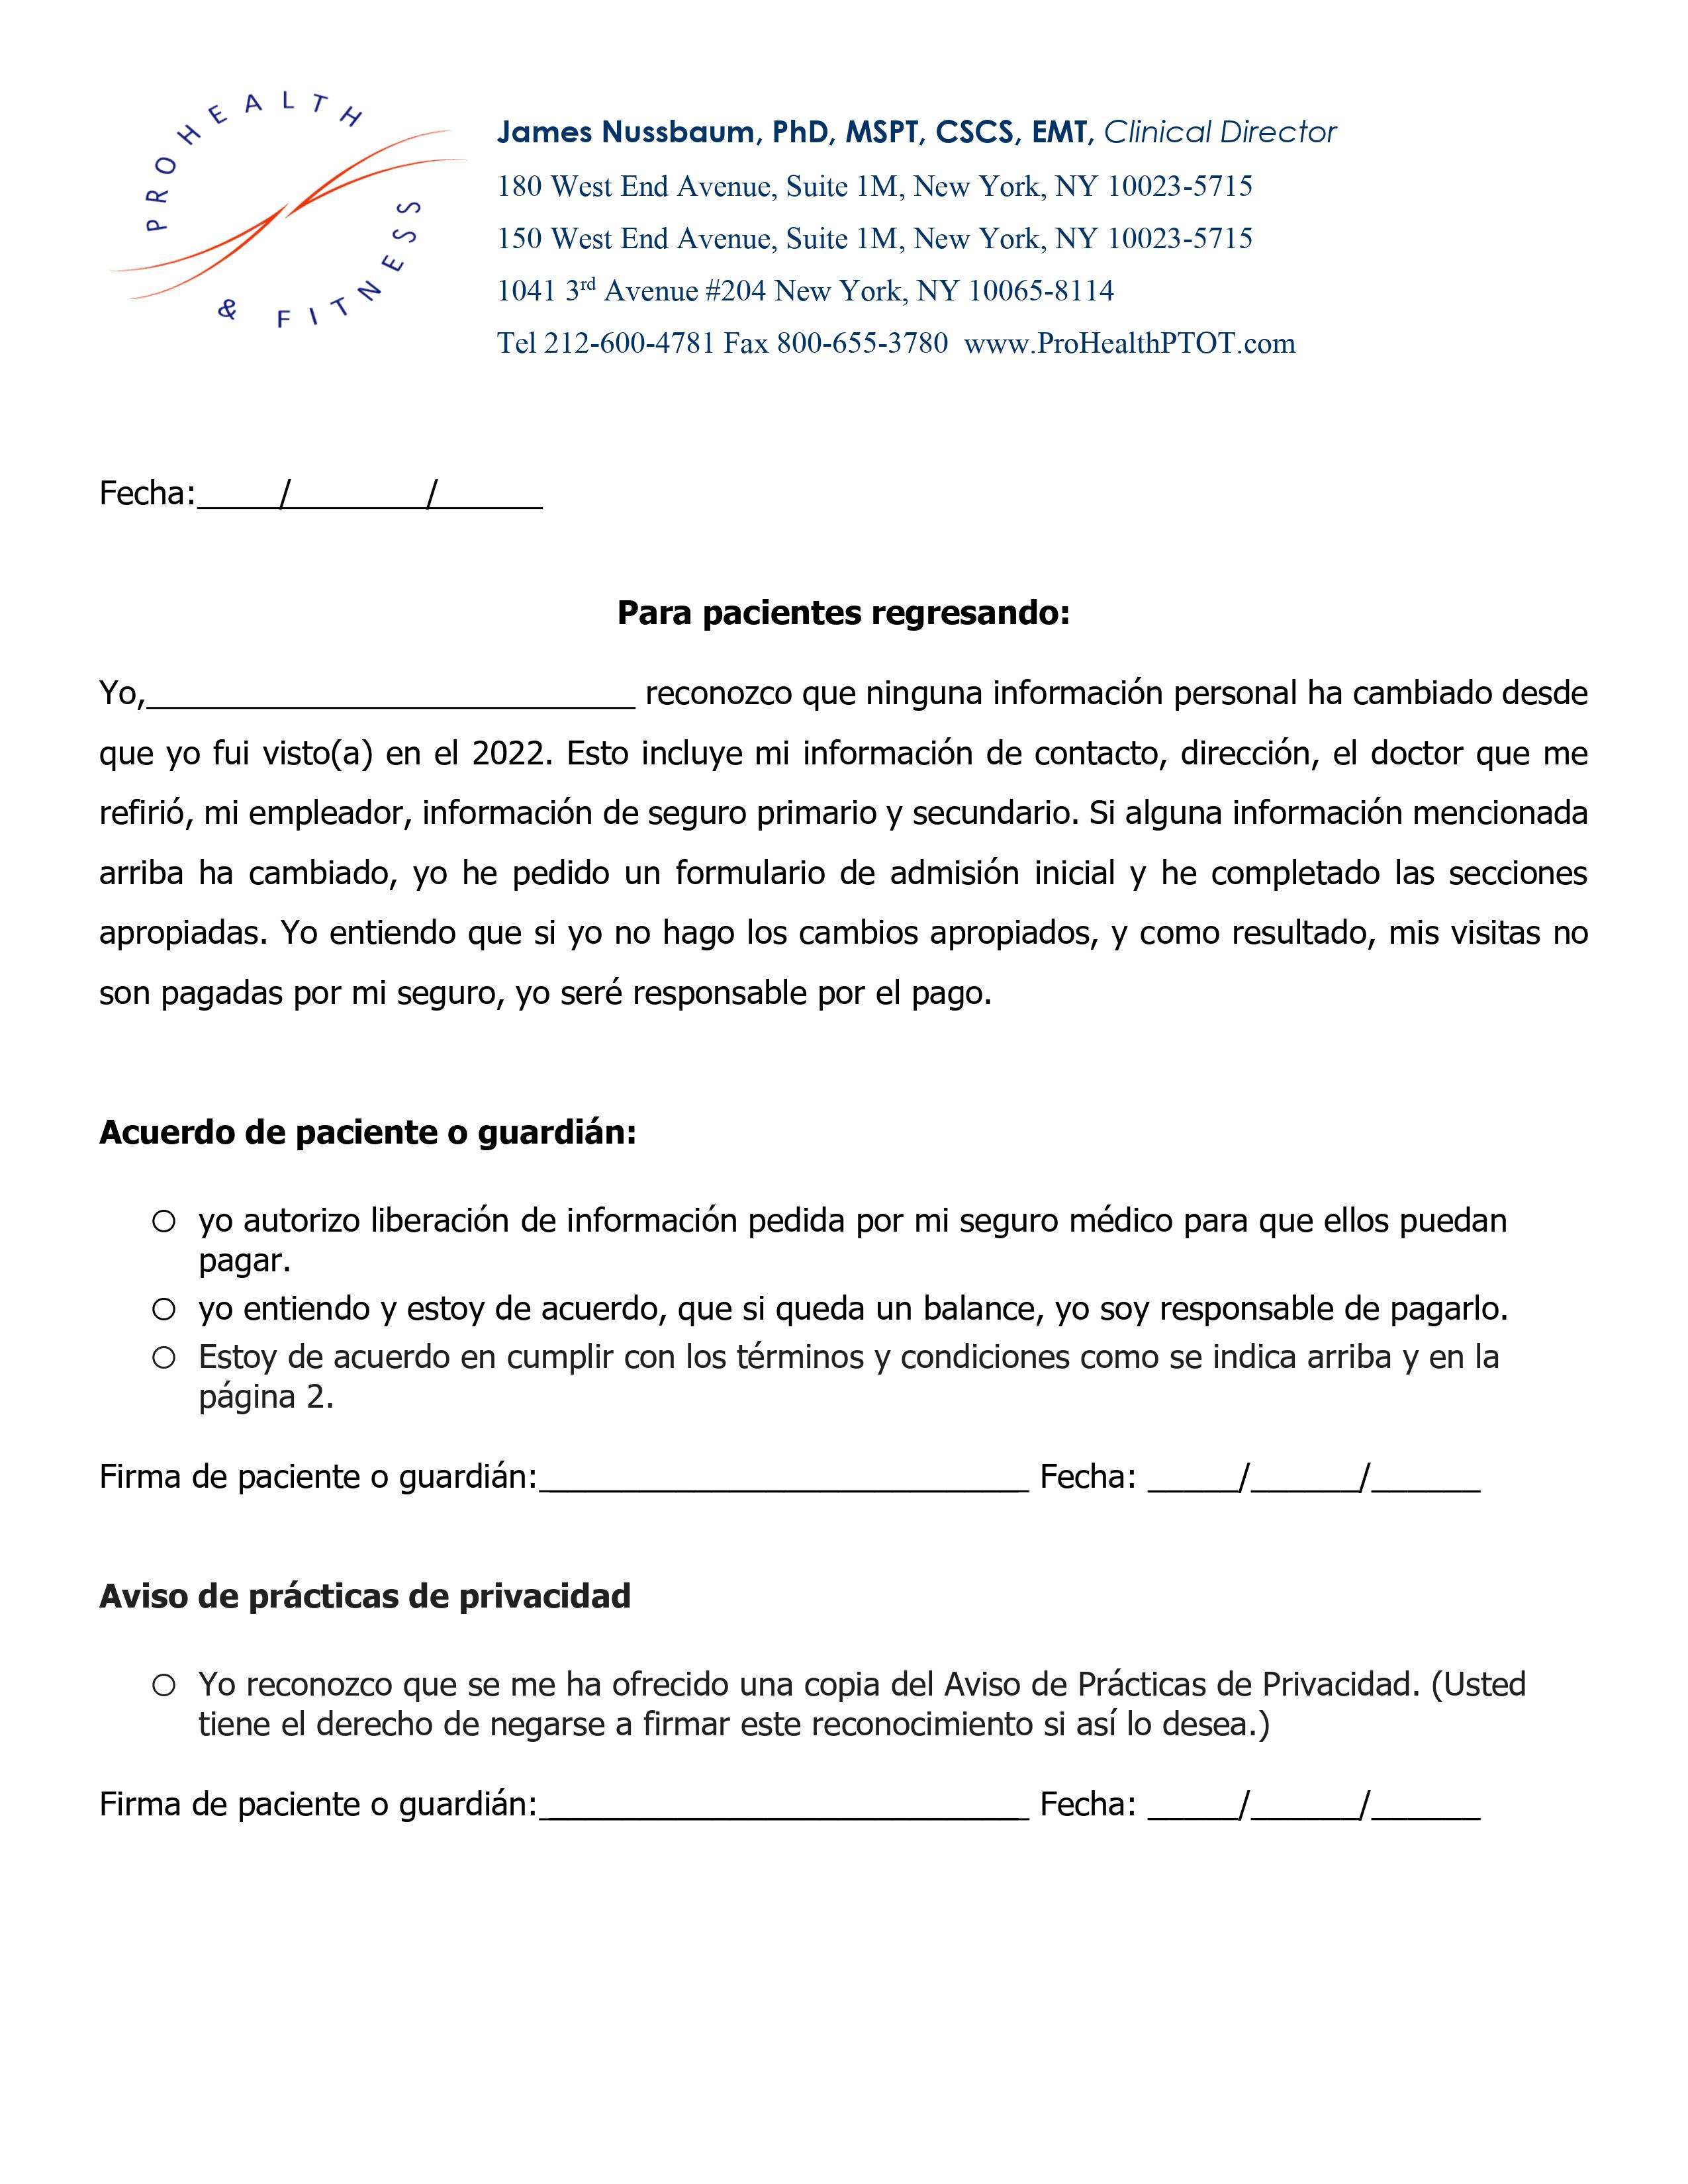 PROHEALTH
& FITNESS
James Nussbaum, PhD, MSPT, CSCS, EMT, Clinical Director
180 West End Avenue, Suite 1M, New York, NY 10023-5715
150 West End Avenue, Suite 1M, New York, NY 10023-5715
1041 3rd Avenue #204 New York, NY 10065-8114
Tel 212-600-4781 Fax 800-655-3780 www.ProHealthPTOT.com
Fecha:_____/________/______
Para pacientes regresando:
Yo,____________________________ reconozco que ninguna información personal ha cambiado desde
que yo fui visto(a) en el 2022. Esto incluye mi información de contacto, dirección, el doctor que me
refirió, mi empleador, información de seguro primario y secundario. Si alguna información mencionada
arriba ha cambiado, yo he pedido un formulario de admisión inicial y he completado las secciones
apropiadas. Yo entiendo que si yo no hago los cambios apropiados, y como resultado, mis visitas no
son pagadas por mi seguro, yo seré responsable por el pago.
Acuerdo de paciente o guardián:
○ yo autorizo liberación de información pedida por mi seguro médico para que ellos puedan
pagar.
○ yo entiendo y estoy de acuerdo, que si queda un balance, yo soy responsable de pagarlo.
○ Estoy de acuerdo en cumplir con los términos y condiciones como se indica arriba y en la
página 2.
Firma de paciente o guardián:____________________________ Fecha: _____/______/______
Aviso de prácticas de privacidad
○ Yo reconozco que se me ha ofrecido una copia del Aviso de Prácticas de Privacidad. (Usted
tiene el derecho de negarse a firmar este reconocimiento si así lo desea.)
Firma de paciente o guardián:____________________________ Fecha: _____/______/______